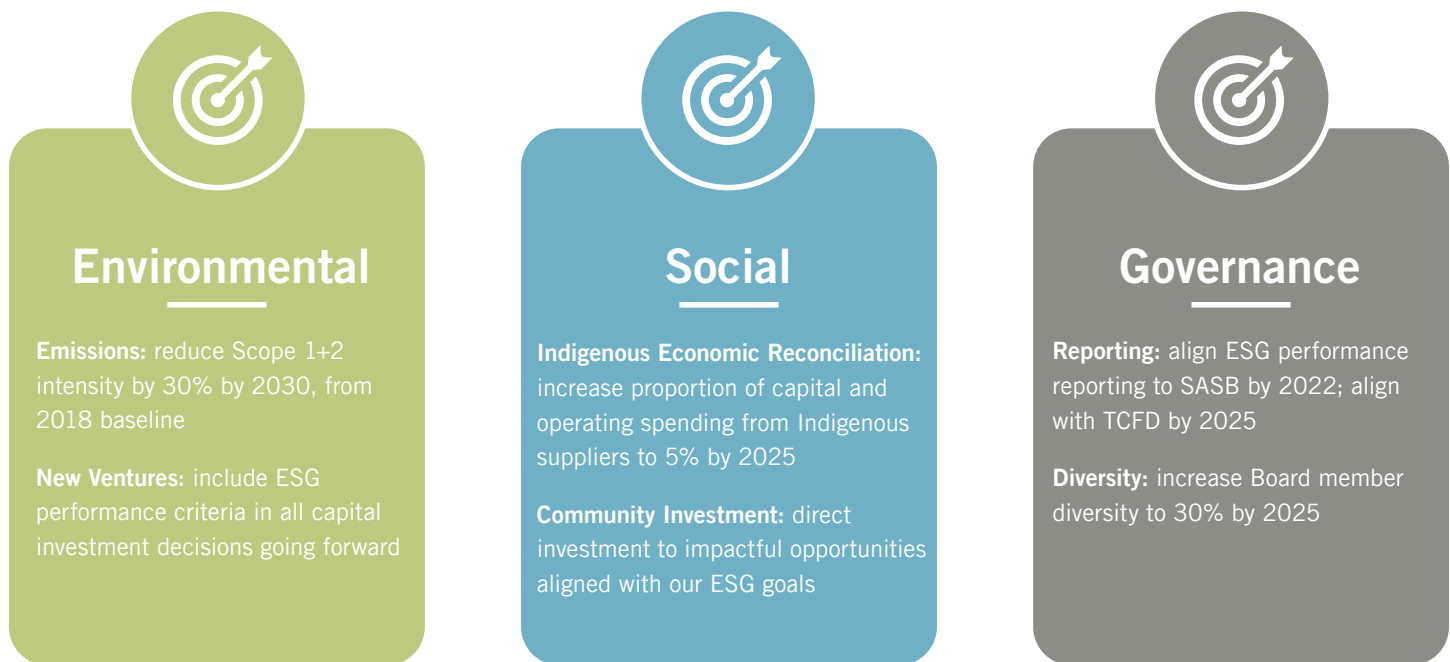 Environmental
Emissions: reduce Scope 1+2
intensity by 30% by 2030, from
2018 baseline
New Ventures: include ESG
performance criteria in all capital
investment decisions going forward
Social
Indigenous Economic Reconciliation:
increase proportion of capital and
operating spending from Indigenous
suppliers to 5% by 2025
Community Investment: direct
investment to impactful opportunities
aligned with our ESG goals
Governance
Reporting: align ESG performance
reporting to SASB by 2022; align
with TCFD by 2025
Diversity: increase Board member
diversity to 30% by 2025